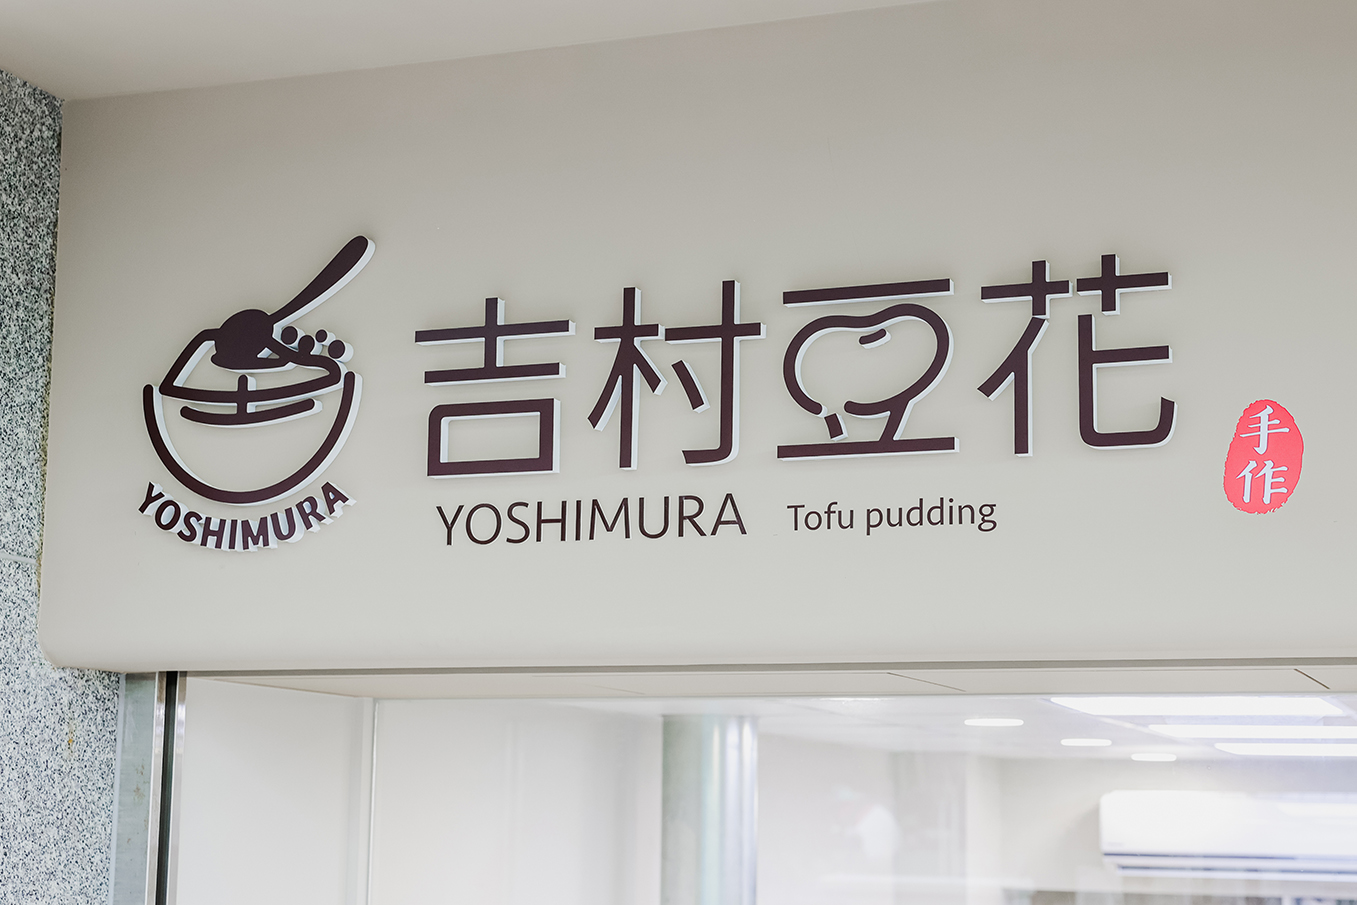 吉村豆花
YOSHIMURA
YOSHIMURA Tofu pudding
手作